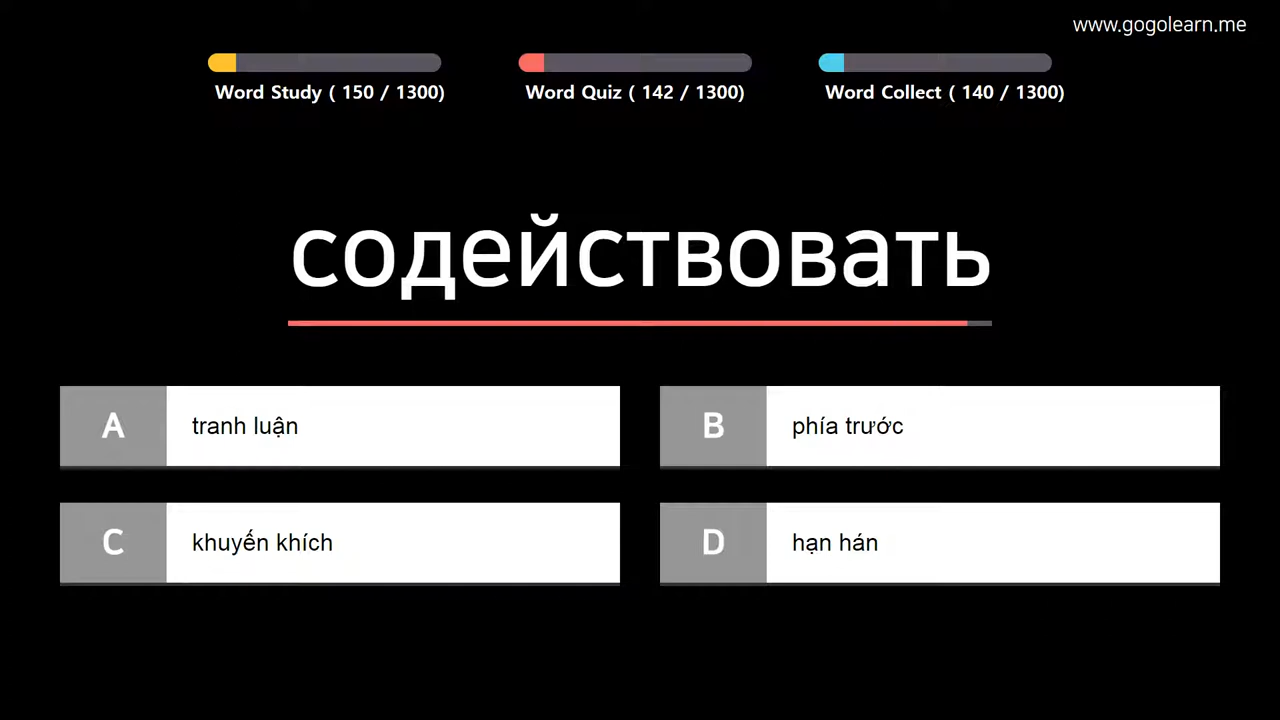 www.gogolearn.me
Word Study ( 150 / 1300)
Word Quiz ( 142 / 1300)
Word Collect ( 140 / 1300)
содействовать
A tranh luận
B phía trước
C khuyến khích
D hạn hán